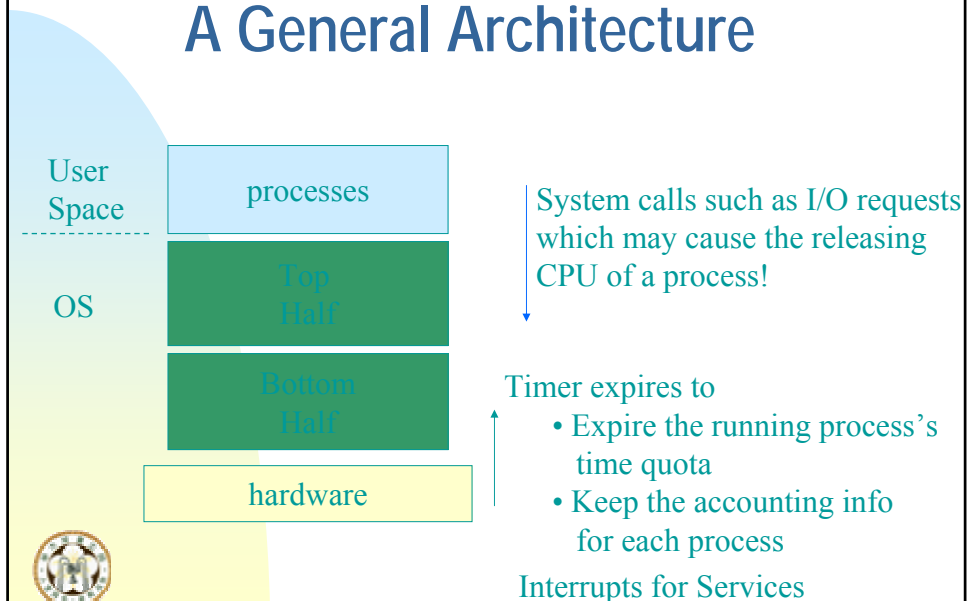 A General Architecture
User
Space
processes
System calls such as I/O requests
which may cause the releasing
CPU of a process!
OS
Top
Half
Bottom
Half
Timer expires to
• Expire the running process’s
time quota
• Keep the accounting info
for each process
hardware
Interrupts for Services